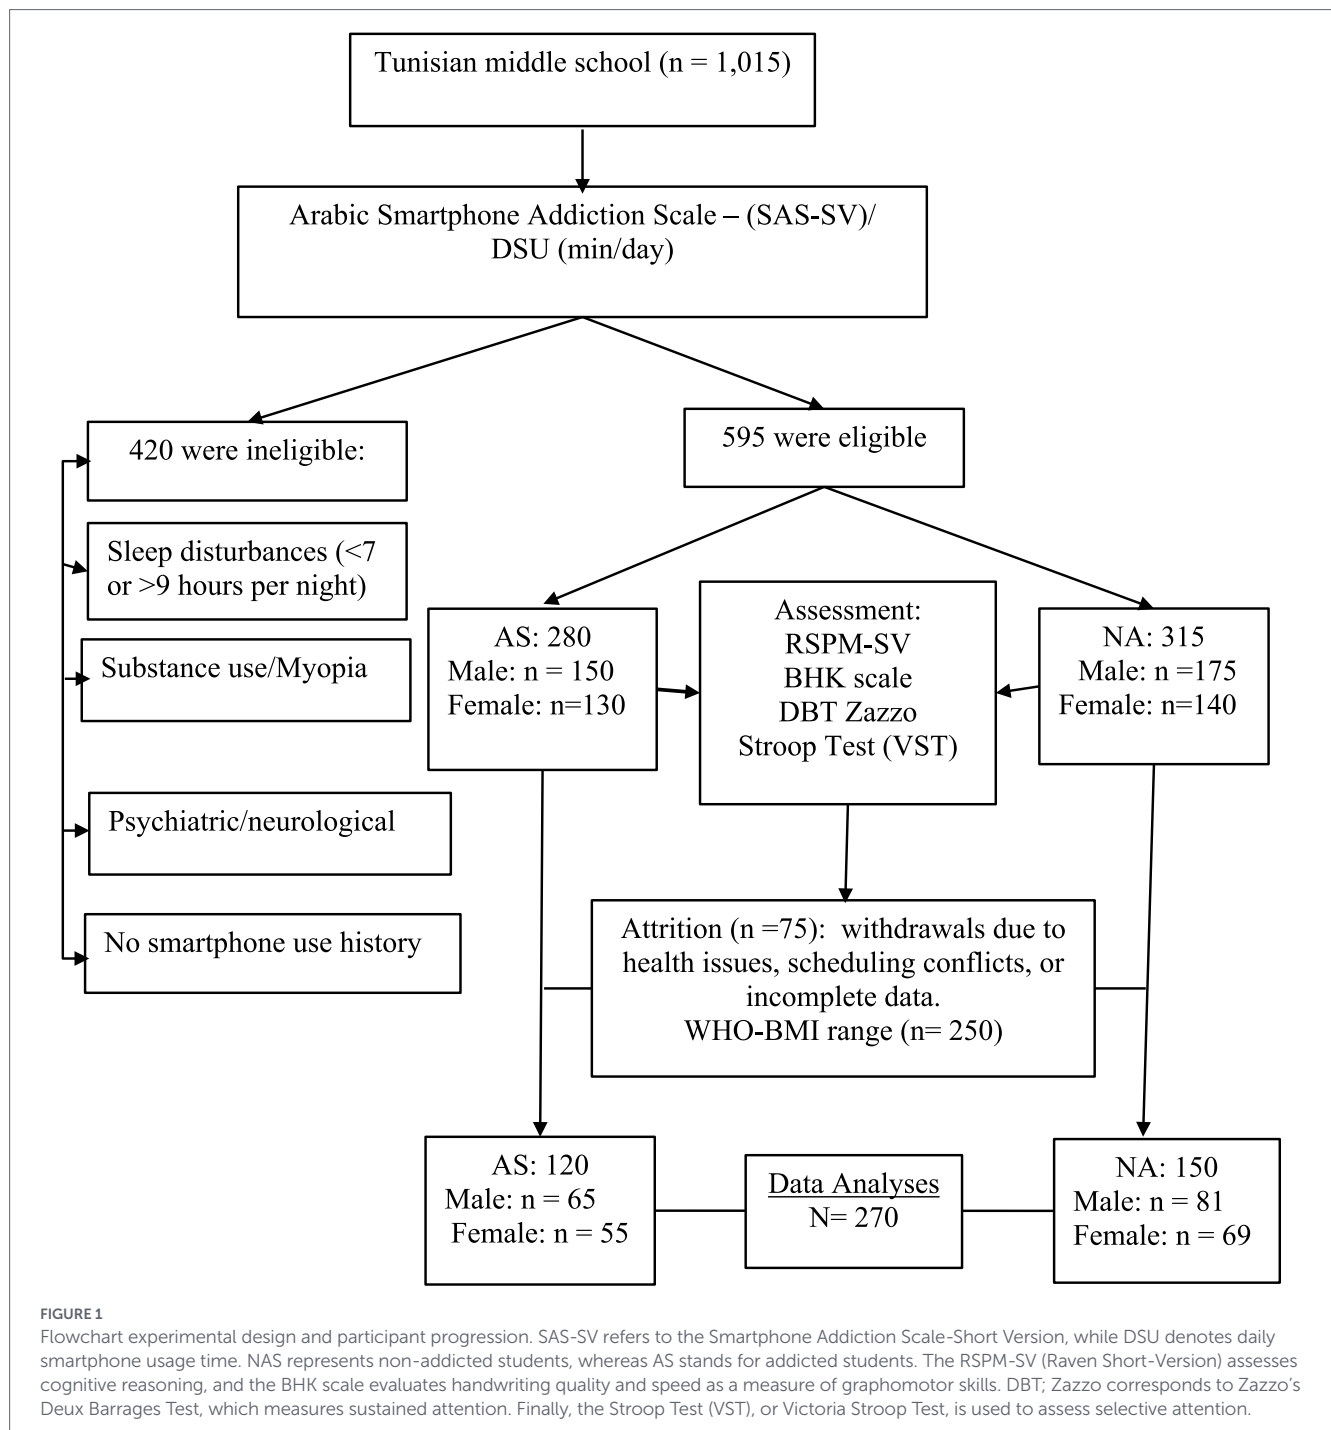 Tunisian middle school (n = 1,015)
Arabic Smartphone Addiction Scale – (SAS-SV)/
DSU (min/day)
420 were ineligible:
595 were eligible
Sleep disturbances (<7
or >9 hours per night)
Substance use/Myopia
Psychiatric/neurological
No smartphone use history
AS: 280
Male: n = 150
Female: n=130
Assessment:
RSPM-SV
BHK scale
DBT Zazzo
Stroop Test (VST)
NA: 315
Male: n =175
Female: n=140
Attrition (n =75): withdrawals due to
health issues, scheduling conflicts, or
incomplete data.
WHO-BMI range (n= 250)
AS: 120
Male: n = 65
Female: n = 55
Data Analyses
N= 270
NA: 150
Male: n = 81
Female: n = 69
FIGURE 1
Flowchart experimental design and participant progression. SAS-SV refers to the Smartphone Addiction Scale-Short Version, while DSU denotes daily
smartphone usage time. NAS represents non-addicted students, whereas AS stands for addicted students. The RSPM-SV (Raven Short-Version) assesses
cognitive reasoning, and the BHK scale evaluates handwriting quality and speed as a measure of graphomotor skills. DBT; Zazzo corresponds to Zazzo's
Deux Barrages Test, which measures sustained attention. Finally, the Stroop Test (VST), or Victoria Stroop Test, is used to assess selective attention.